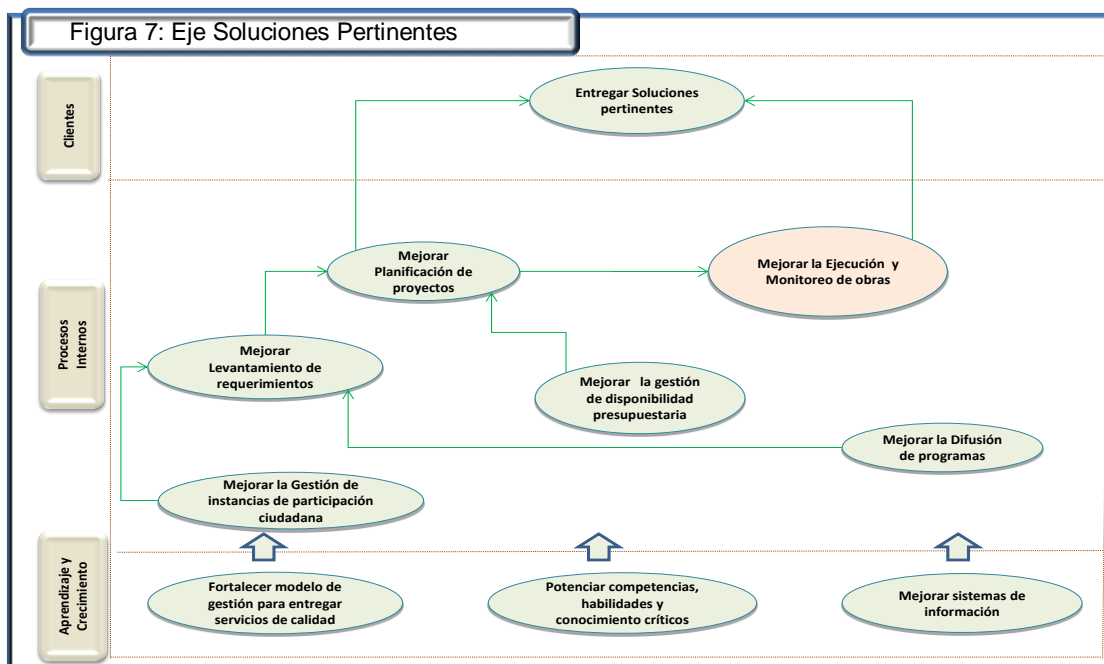 Figura 7: Eje Soluciones Pertinentes
Clientes
Entregar Soluciones
pertinentes
Procesos
Internos
Mejorar
Planificación de
proyectos
Mejorar la Ejecución y
Monitoreo de obras
Mejorar
Levantamiento de
requerimientos
Mejorar la gestión
de disponibilidad
presupuestaria
Mejorar la Difusión
de programas
Mejorar la Gestión de
instancias de participación
ciudadana
Aprendizaje y
Crecimiento
Fortalecer modelo de
gestión para entregar
servicios de calidad
Potenciar competencias,
habilidades y
conocimiento críticos
Mejorar sistemas de
información